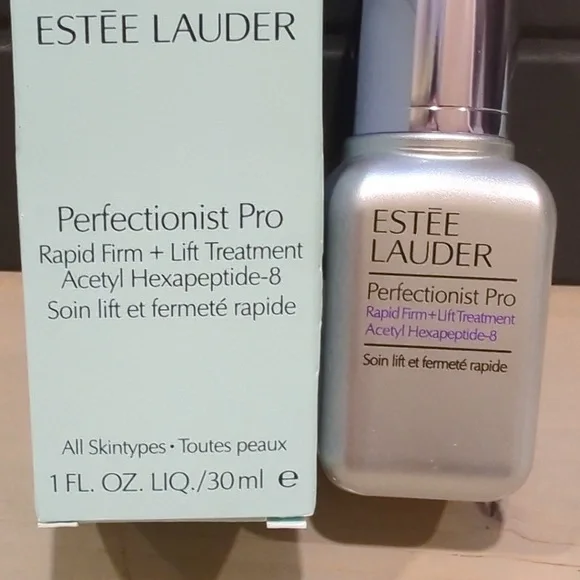 ESTĒE LAUDER
Perfectionist Pro
Rapid Firm + Lift Treatment
Acetyl Hexapeptide-8
Soin lift et fermeté rapide
All Skintypes • Toutes peaux
1 FL. OZ. LIQ./30 ml e
ESTĒE
LAUDER
Perfectionist Pro
Rapid Firm + Lift Treatment
Acetyl Hexapeptide-8
Soin lift et fermeté rapide